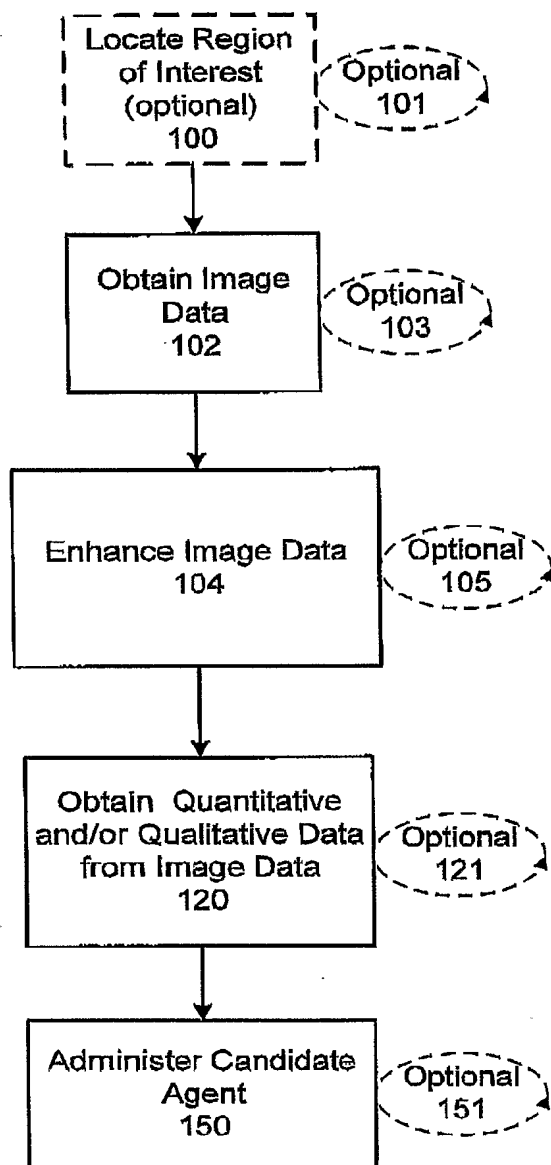 Locate Region
of Interest
(optional)
100
Optional
101
Obtain Image
Data
102
Optional
103
Enhance Image Data
104
Optional
105
Obtain Quantitative
and/or Qualitative Data
from Image Data
120
Optional
121
Administer Candidate
Agent
150
Optional
151